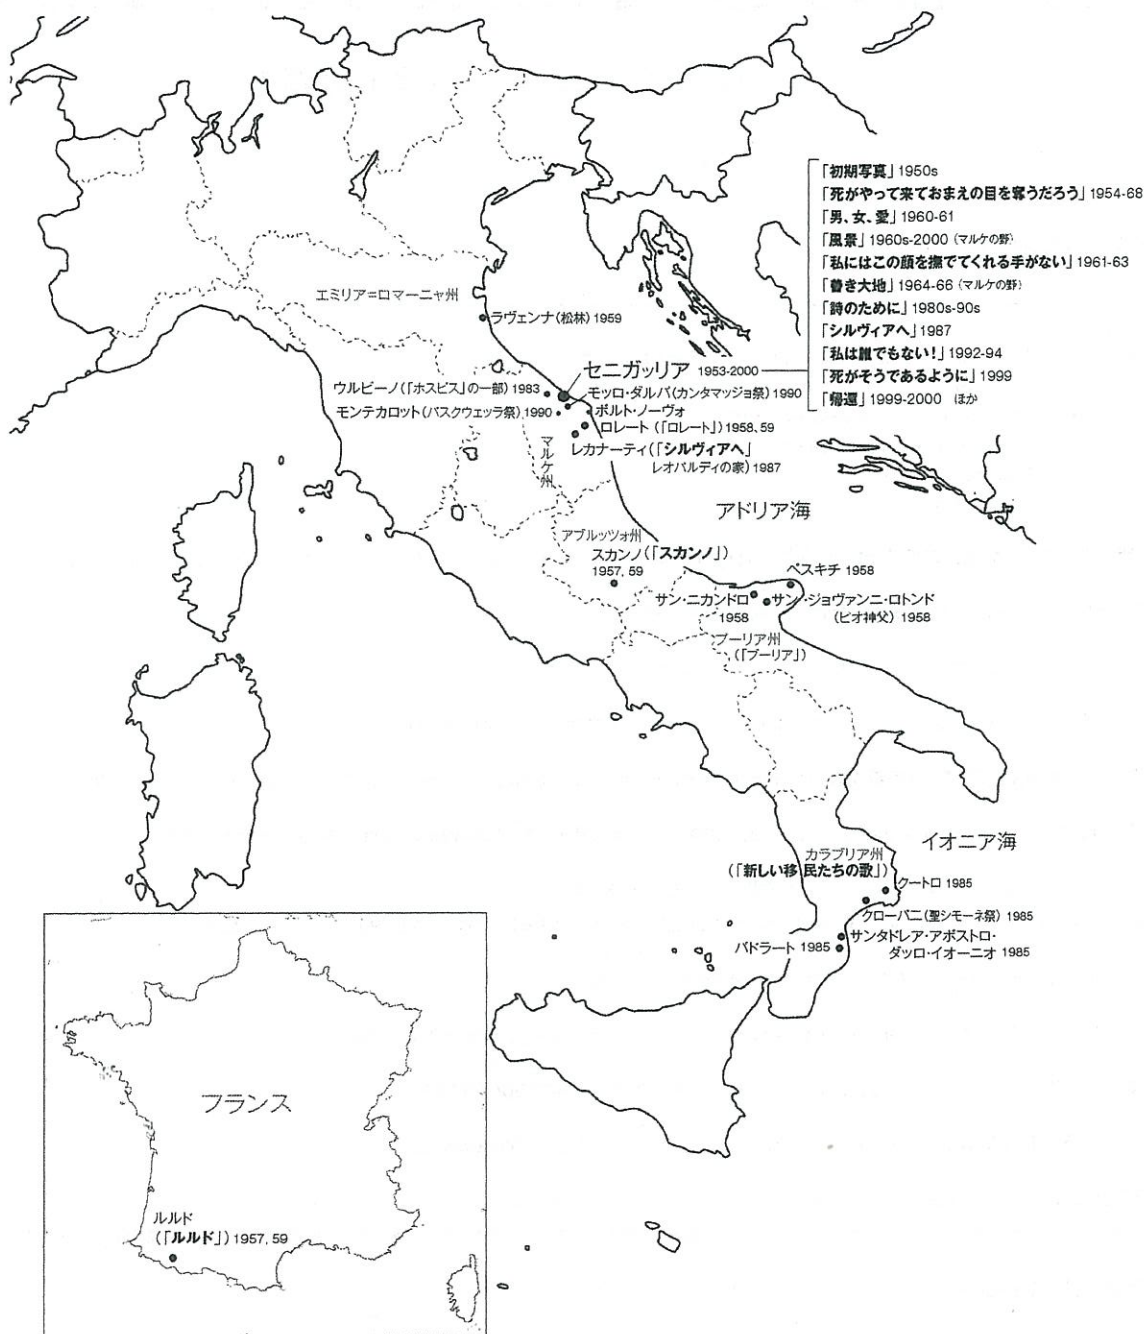 「初期写真」1950s
「死がやって来ておまえの目を奪うだろう」1954-68
「男、女、愛」1960-61
「風景」1960s-2000 (マルケの野)
「私にはこの顔を撫でてくれる手がない」1961-63
「善き大地」1964-66 (マルケの野)
「詩のために」1980s-90s
「シルヴィアへ」1987
「私は誰でもない！」1992-94
「死がそうであるように」1999
「帰還」1999-2000 ほか
エミリア=ロマーニャ州
ラヴェンナ(松林) 1959
セニガッリア 1953-2000
ウルビーノ(「ホスピス」の一部) 1983
モッロ・ダルバ(カンタマッジョ祭) 1990
モンテカロット(パスクウェッラ祭) 1990
ポルト・ノーヴォ
ロレート(「ロレート」) 1958、59
レカナーティ(「シルヴィアへ」
レオパルディの家) 1987
マルケ州
アドリア海
アブルッツォ州
スカンノ(「スカンノ」)
1957, 59
ペスキチ 1958
サン・ニカンドロ
1958
サン・ジョヴァンニ・ロトンド
(ピオ神父) 1958
プーリア州
(「プーリア」)
イオニア海
カラブリア州
(「新しい移民たちの歌」)
クートロ 1985
クローパニ(聖シモーネ祭) 1985
バドラート 1985
サンタドレア・アポストロ・
ダッロ・イオーニオ 1985
フランス
ルルド
(「ルルド」) 1957, 59